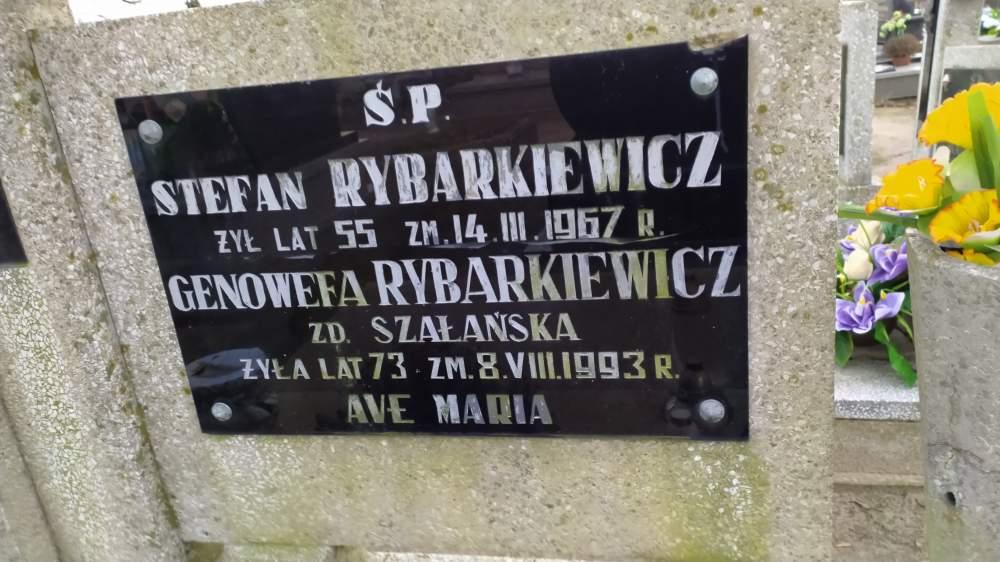 Ś.P.
STEFAN RYBARKIEWICZ
ŻYŁ LAT 55 ZM. 14. III. 1967 R.
GENOWEFA RYBARKIEWICZ
ZD. SZAŁAŃSKA
ŻYŁA LAT 73 ZM. 8. VIII. 1993 R.
AVE MARIA